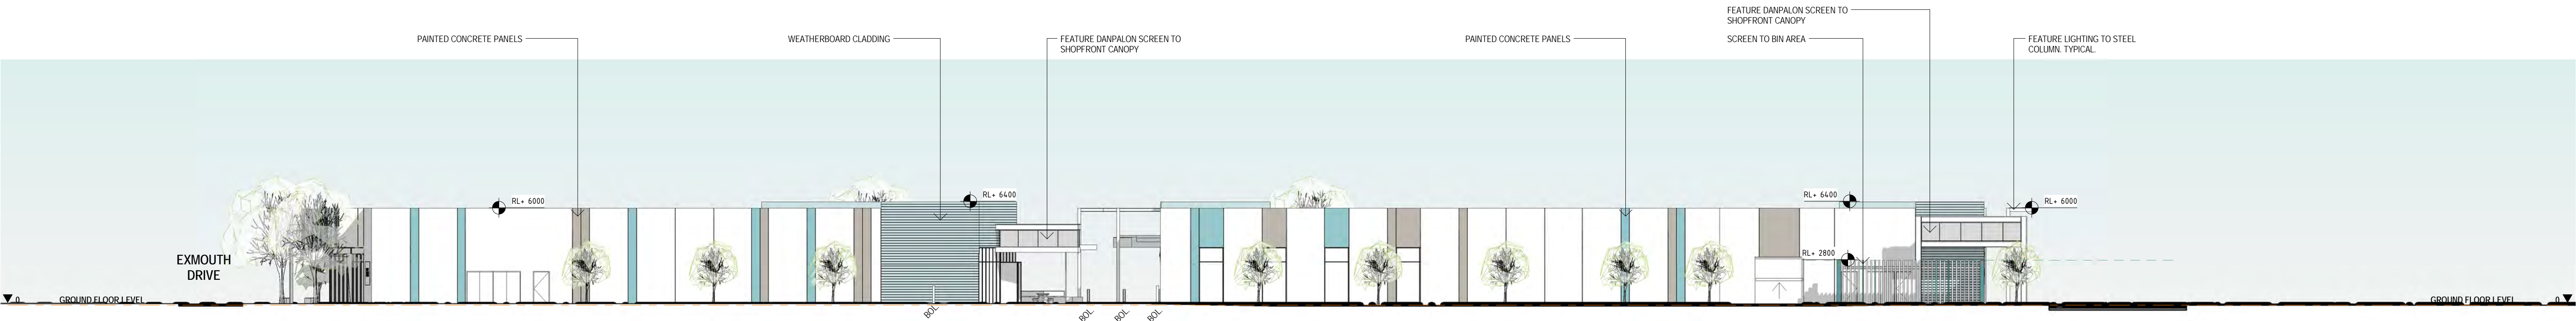 FEATURE DANPALON SCREEN TO
SHOPFRONT CANOPY
PAINTED CONCRETE PANELS
WEATHERBOARD CLADDING
FEATURE DANPALON SCREEN TO
SHOPFRONT CANOPY
PAINTED CONCRETE PANELS
SCREEN TO BIN AREA
FEATURE LIGHTING TO STEEL
COLUMN. TYPICAL.
RL+ 6000
RL+ 6400
RL+ 6400
RL+ 6000
RL+ 2800
EXMOUTH
DRIVE
0
GROUND FLOOR LEVEL
BOL
BOL
BOL
BOL
GROUND FLOOR LEVEL
0